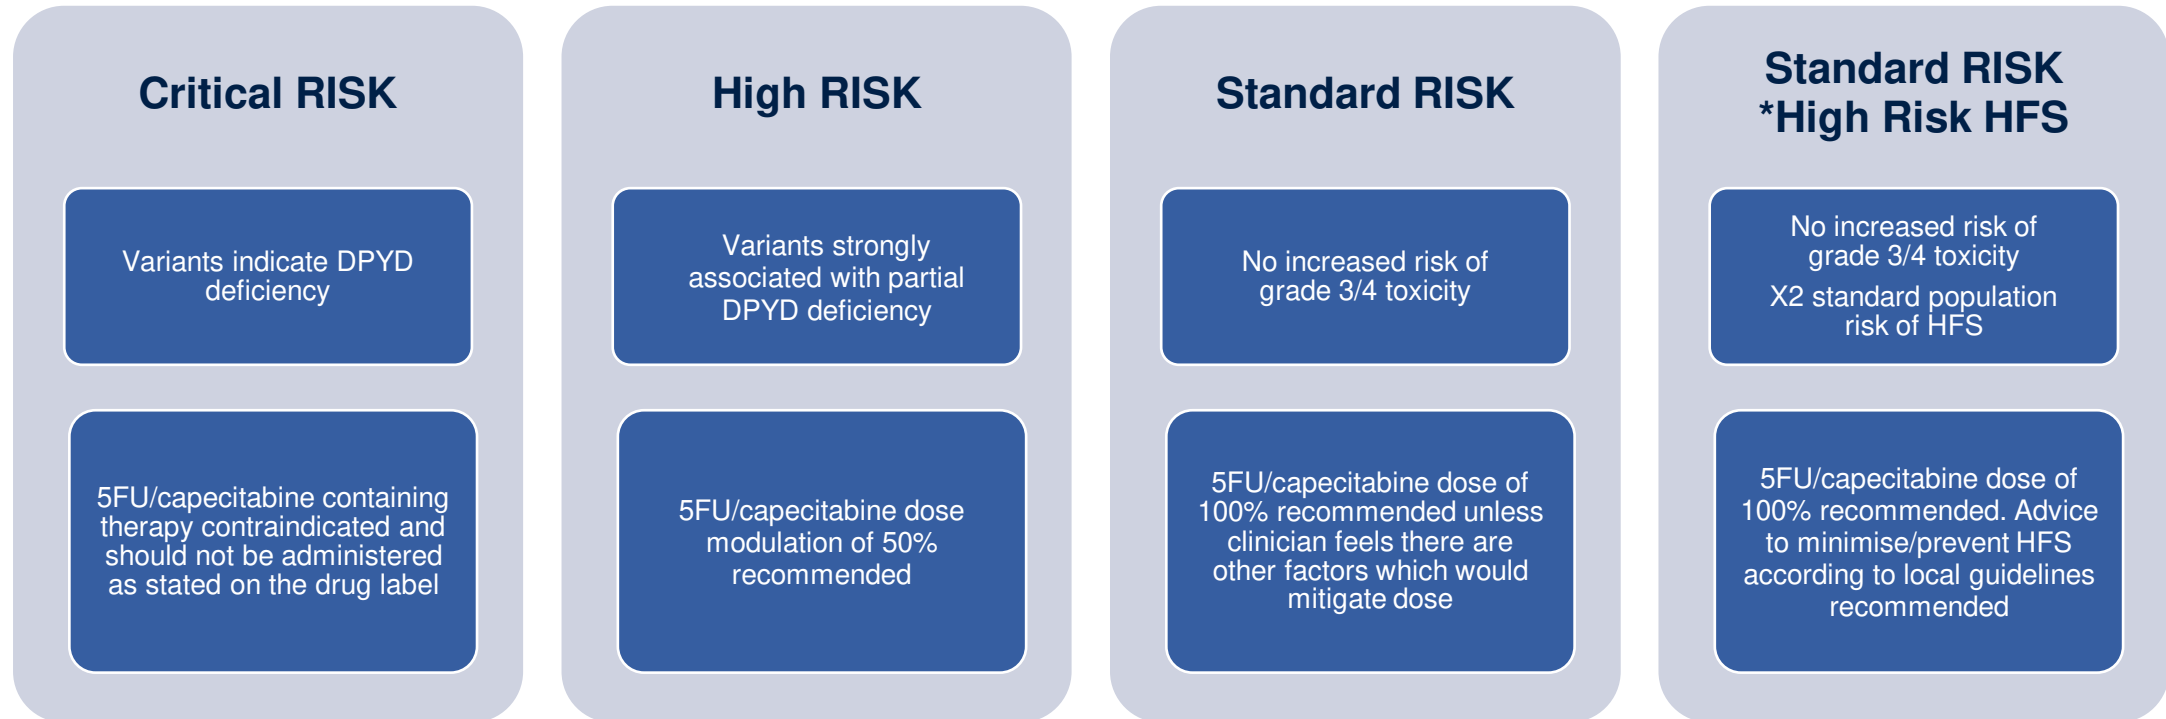 Critical RISK
Variants indicate DPYD
deficiency
5FU/capecitabine containing
therapy contraindicated and
should not be administered
as stated on the drug label
High RISK
Variants strongly
associated with partial
DPYD deficiency
5FU/capecitabine dose
modulation of 50%
recommended
Standard RISK
No increased risk of
grade 3/4 toxicity
5FU/capecitabine dose of
100% recommended unless
clinician feels there are
other factors which would
mitigate dose
Standard RISK
*High Risk HFS
No increased risk of
grade 3/4 toxicity
X2 standard population
risk of HFS
5FU/capecitabine dose of
100% recommended. Advice
to minimise/prevent HFS
according to local guidelines
recommended